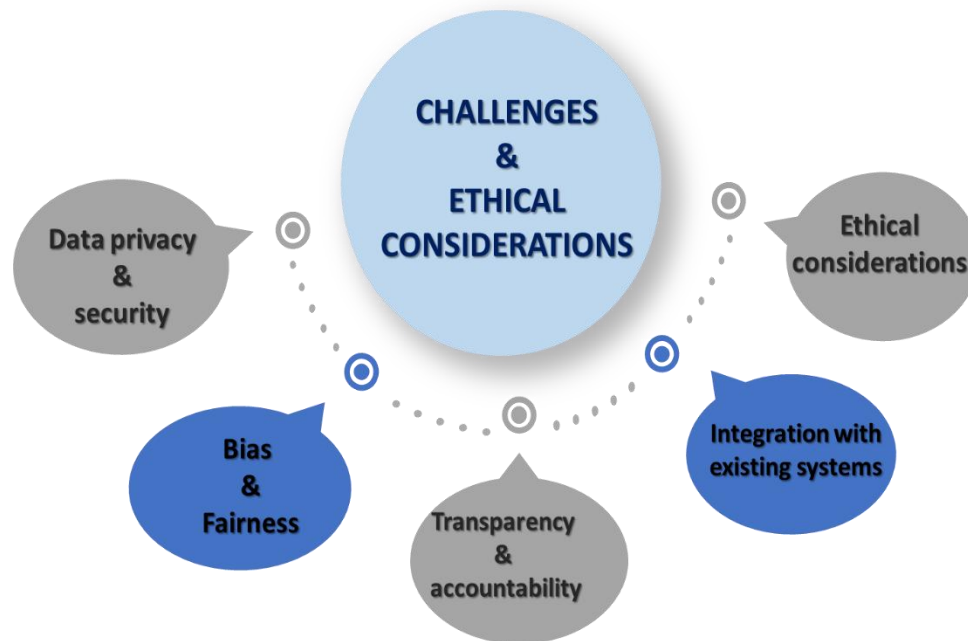 CHALLENGES
&
ETHICAL
CONSIDERATIONS
Data privacy
&
security
Bias
&
Fairness
Transparency
&
accountability
Integration with
existing systems
Ethical
considerations